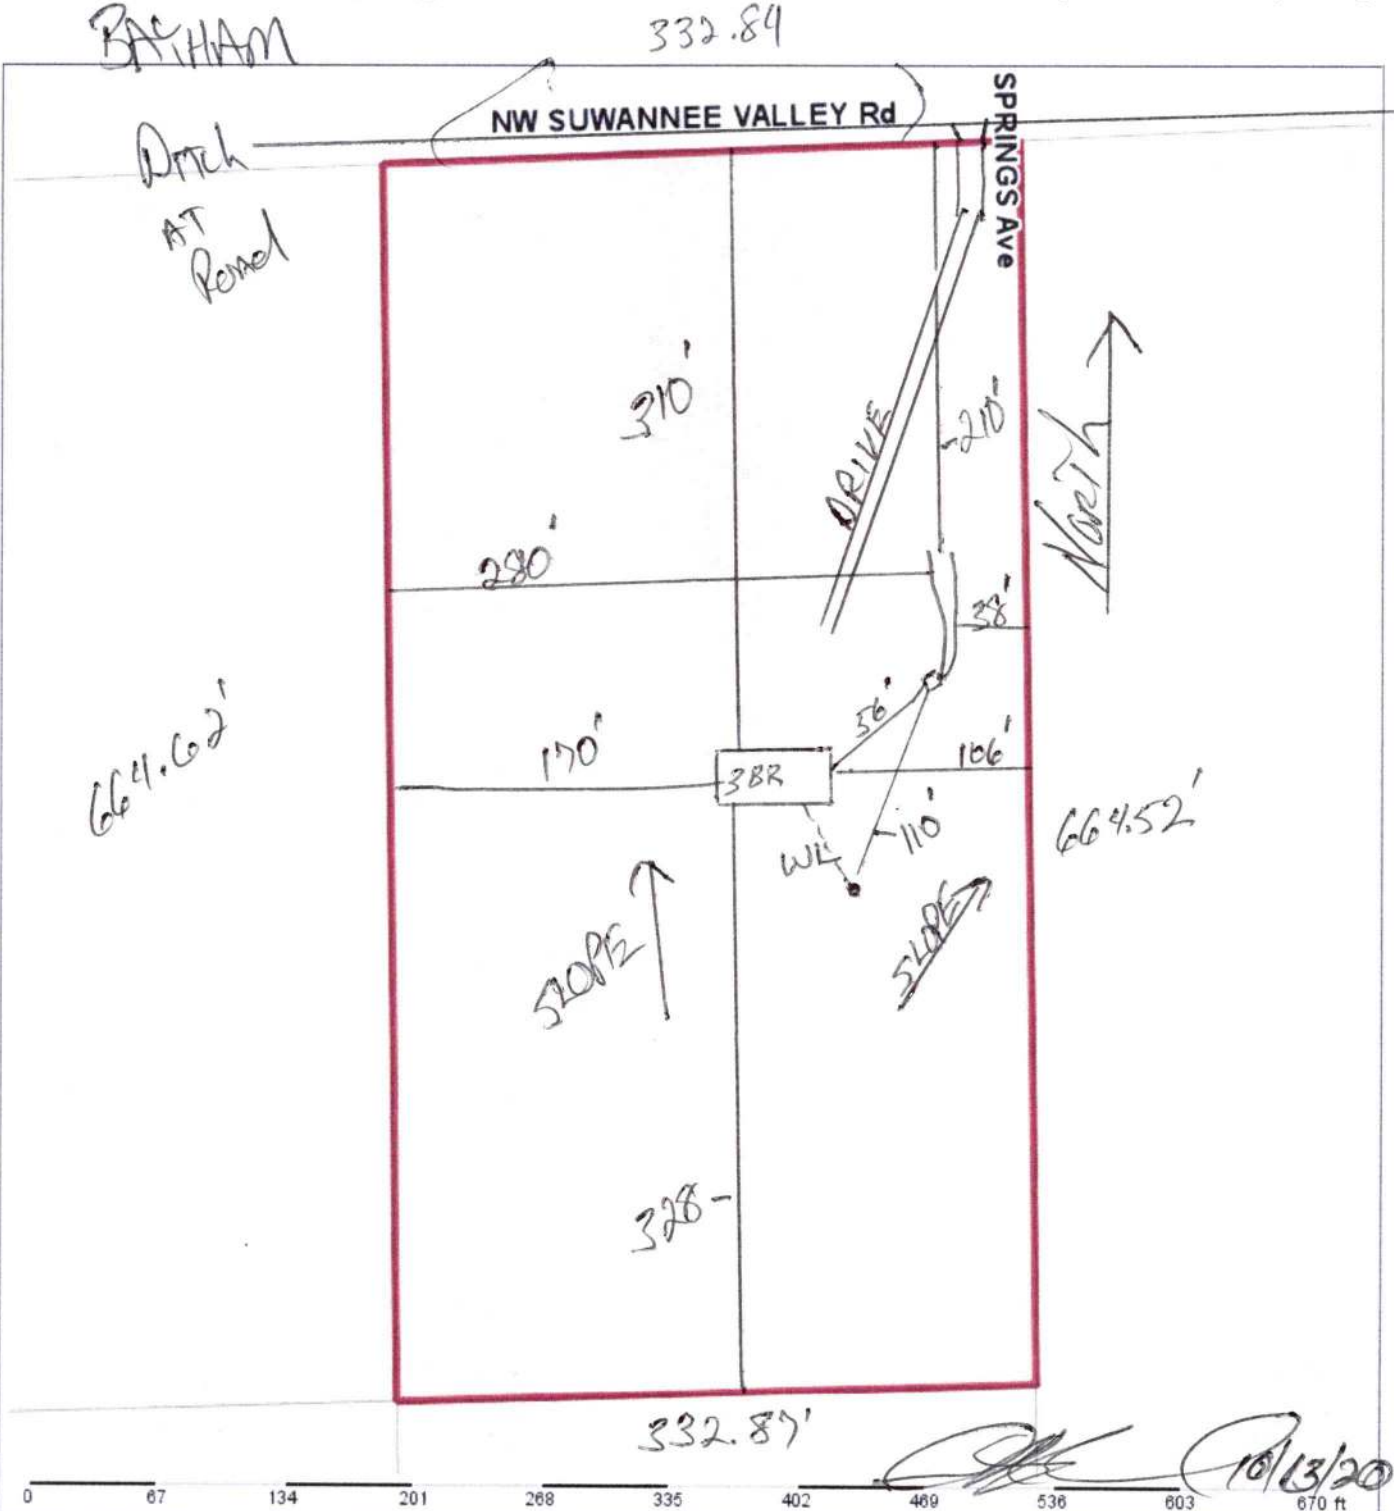 332.84
NW SUWANNEE VALLEY Rd
SPRINGS Ave
Ditch
AT
Road
310'
DRIVE
210'
North
280'
38'
56'
664.62'
170'
3BR
106'
110'
WL
664.52'
SLOPE
SLOPE
328
332.87'
10/13/20
0 67 134 201 268 335 402 469 536 603 670 ft